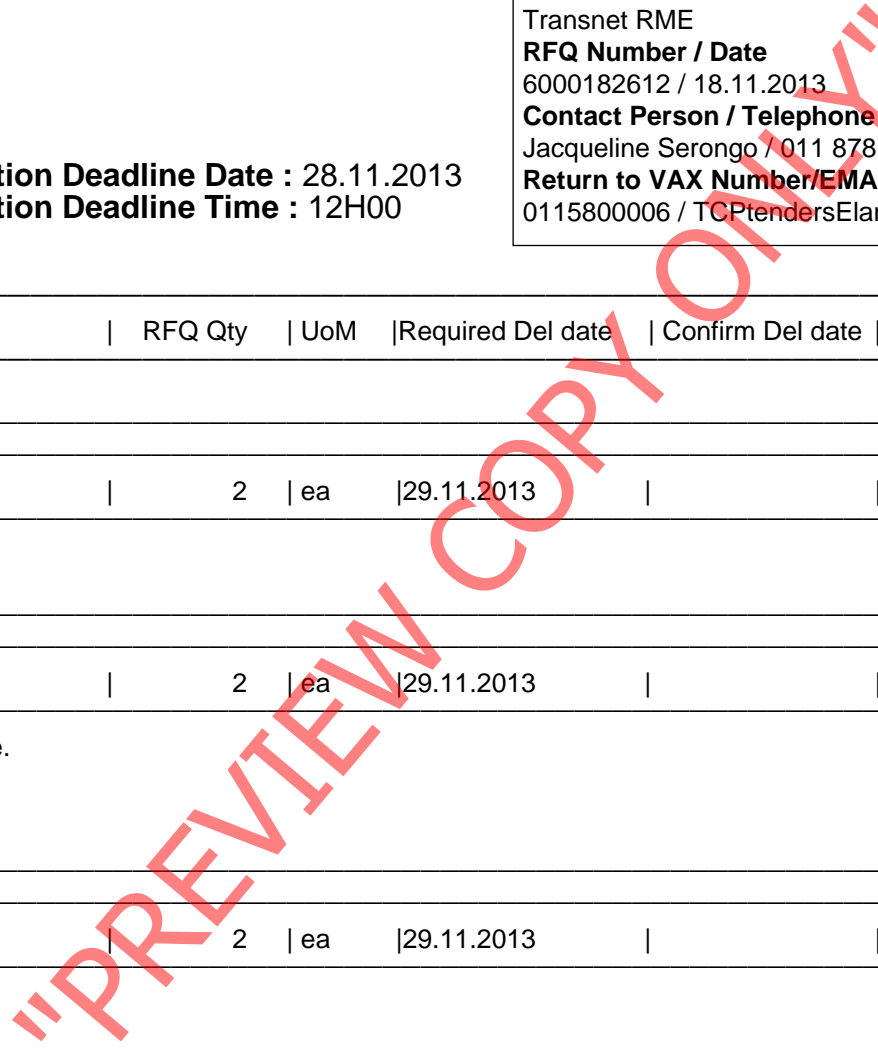 Transnet RME
RFQ Number / Date
6000182612 / 18.11.2013
Contact Person / Telephone
Jacqueline Serongo / 011 878
tion Deadline Date : 28.11.2013
Return to VAX Number/EMA
tion Deadline Time : 12H00
0115800006 / TCPtendersElan
| RFQ Qty | UoM |Required Del date | Confirm Del date |
| 2 | ea |29.11.2013 | |
| 2 | ea |29.11.2013 | |
e.
| 2 | ea |29.11.2013 | |
"PREVIEW COPY ONLY"